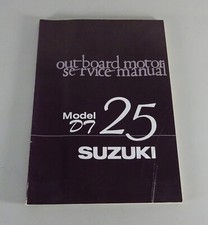 outboard motor
service manual
Model
DT 25
SUZUKI